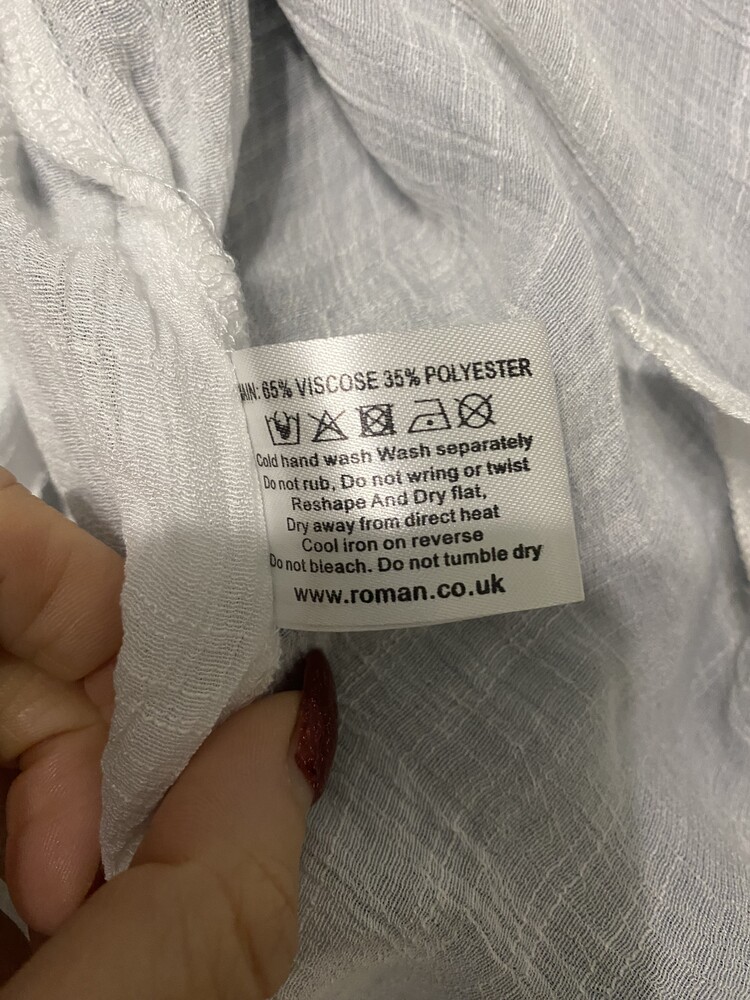 65% VISCOSE 35% POLYESTER
Cold hand wash Wash separately
Do not rub, Do not wring or twist
Reshape And Dry flat,
Dry away from direct heat
Cool iron on reverse
Do not bleach. Do not tumble dry
www.roman.co.uk